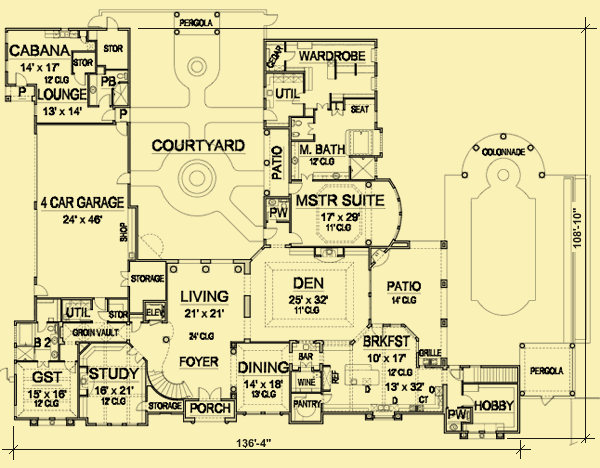 PERGOLA
CABANA
14' x 17'
12' CLG
STOR
STOR
PB
P
LOUNGE
13' x 14'
P
CEDAR
WARDROBE
UTIL
SEAT
M. BATH
12' CLG
COURTYARD
PATIO
COLONNADE
4 CAR GARAGE
24' x 46'
SHOP
PW
MSTR SUITE
17' x 29'
11' CLG
108'-10"
STORAGE
LIVING
21' x 21'
24' CLG
FOYER
DEN
25' x 32'
11' CLG
PATIO
14' CLG
UTIL
STOR
ELEV
GROIN VAULT
B 2
GST
15' x 16'
12' CLG
STUDY
16' x 21'
12' CLG
STORAGE
PORCH
DINING
14' x 18'
13' CLG
BAR
WINE
PANTRY
REF
BRKFST
10' x 17'
12' CLG
13' x 32'
GRILLE
D
D
O
CT
PW
HOBBY
PERGOLA
136'-4"